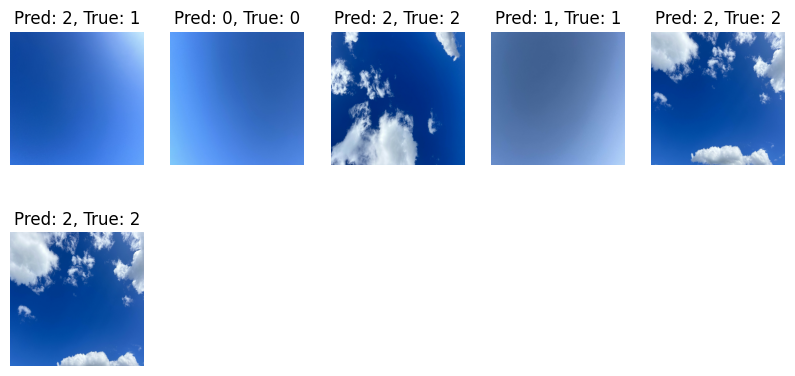 Pred: 2, True: 1
Pred: 0, True: 0
Pred: 2, True: 2
Pred: 1, True: 1
Pred: 2, True: 2
Pred: 2, True: 2